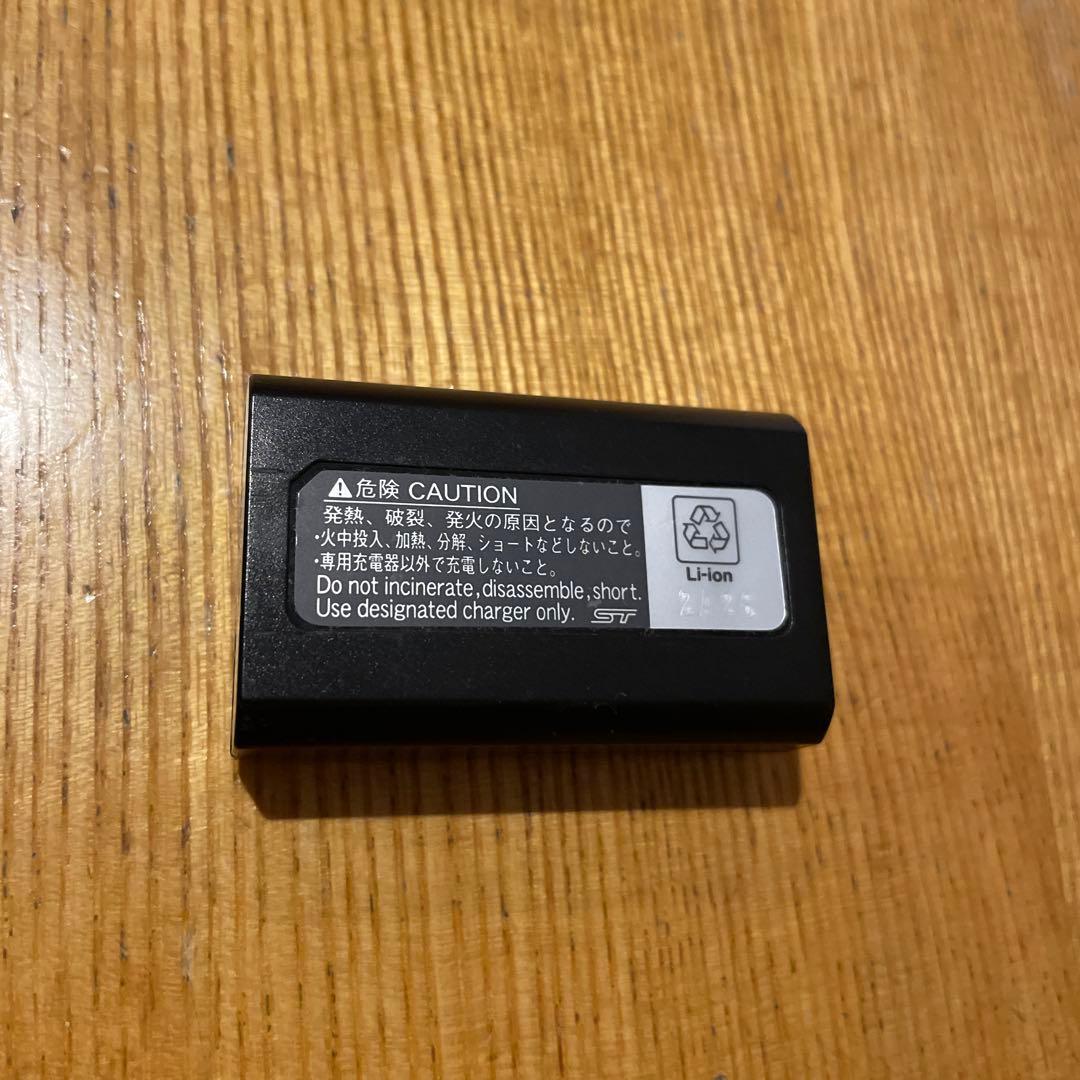 ⚠危険 CAUTION
発熱、破裂、発火の原因となるので
・火中投入、加熱、分解、ショートなどしないこと。
・専用充電器以外で充電しないこと。
Do not incinerate,disassemble,short.
Use designated charger only. ST
Li-ion